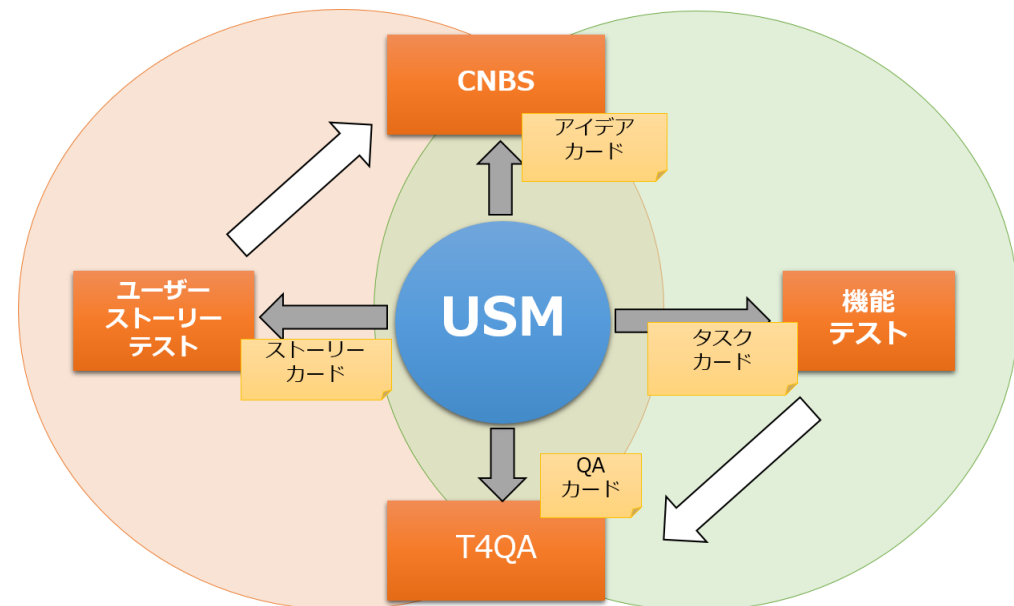 CNBS
アイデア
カード
ユーザー
ストーリー
テスト
ストーリー
カード
USM
タスク
カード
機能
テスト
QA
カード
T4QA